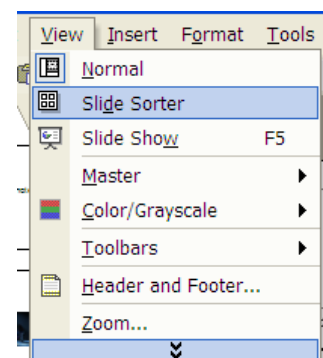 View Insert Format Tools
Normal
Slide Sorter
Slide Show F5
Master
Color/Grayscale
Toolbars
Header and Footer...
Zoom...